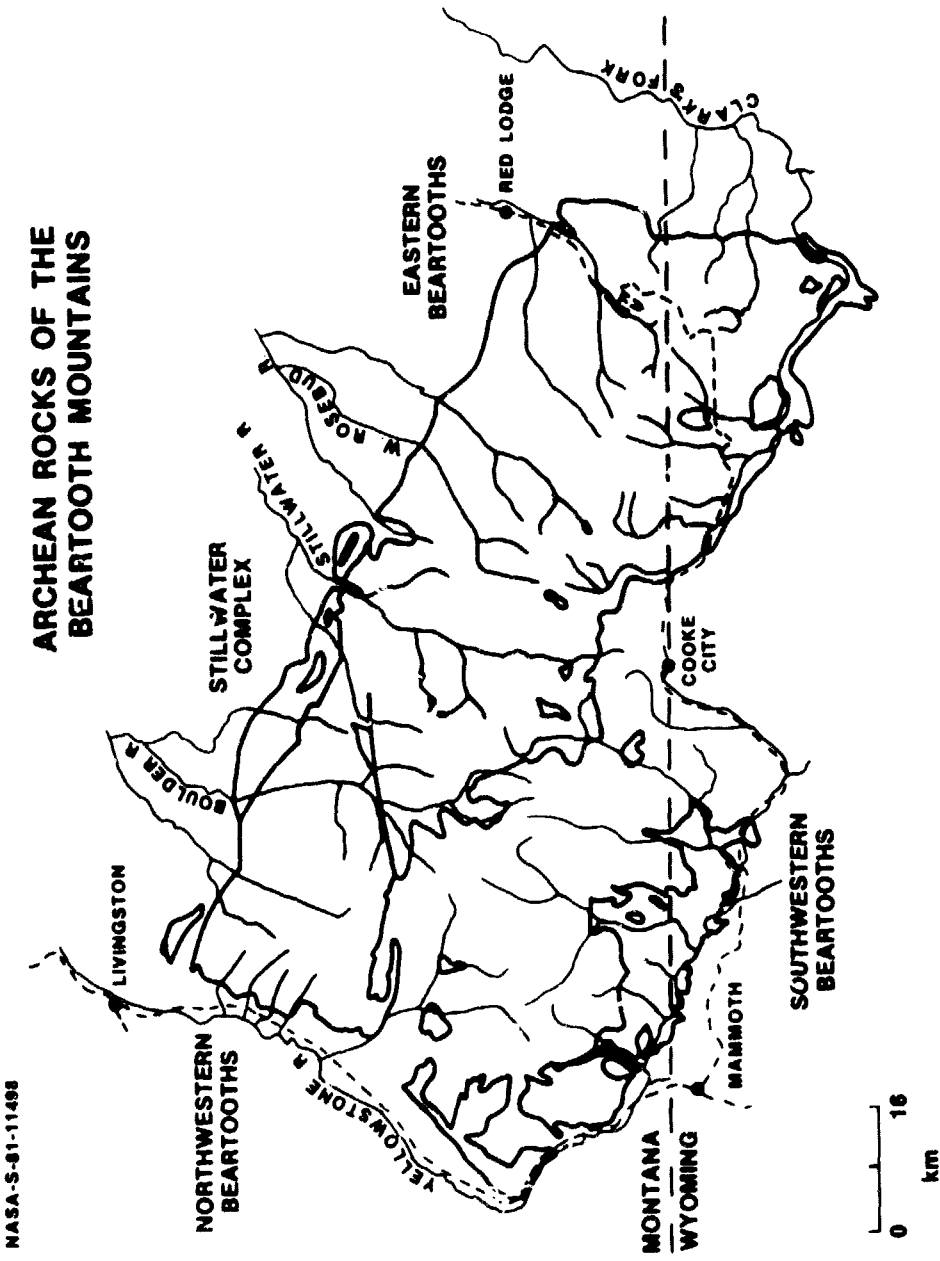 NASA-S-81-11498
ARCHEAN ROCKS OF THE
BEARTOOTH MOUNTAINS
LIVINGSTON
BOULDER R
STILLWATER
COMPLEX
STILLWATER R
W. ROSEBUD R
EASTERN
BEARTOOTHS
RED LODGE
CLARKS FORK
NORTHWESTERN
BEARTOOTHS
YELLOWSTONE R
MONTANA
WYOMING
MAMMOTH
COOKE
CITY
SOUTHWESTERN
BEARTOOTHS
0 16
km